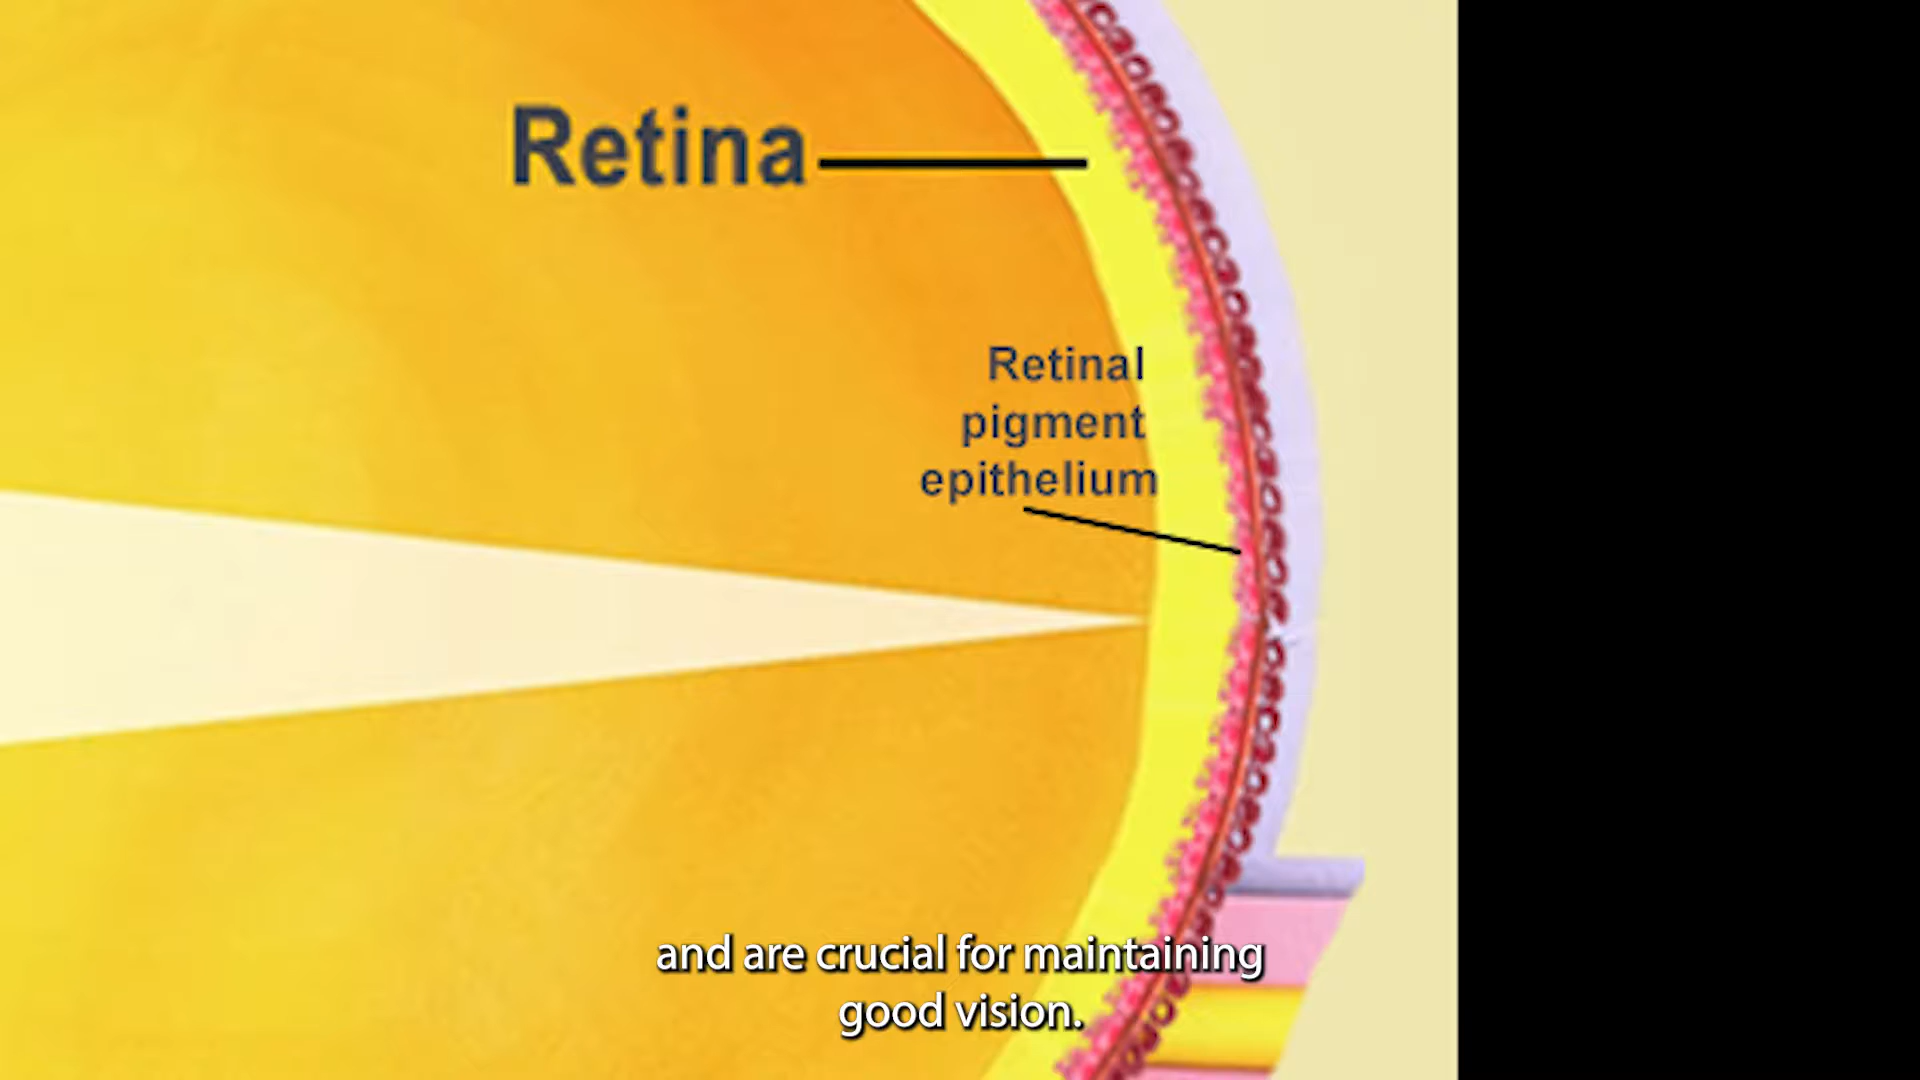 Retina
Retinal
pigment
epithelium
and are crucial for maintaining
good vision.